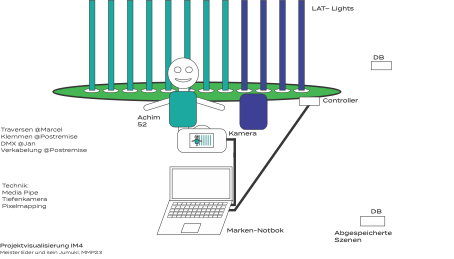 LAT- Lights
DB
Controller
Achim
52
Kamera
Traversen @Marcel
Klemmen @Postremise
DMX @Jan
Verkabelung @Postremise
Technik:
Media Pipe
Tiefenkamera
Pixelmapping
DB
Marken-Notbok
Abgespeicherte
Szenen
Projektvisualisierung IM4
Meister Eder und sein Jumuki, MMP23